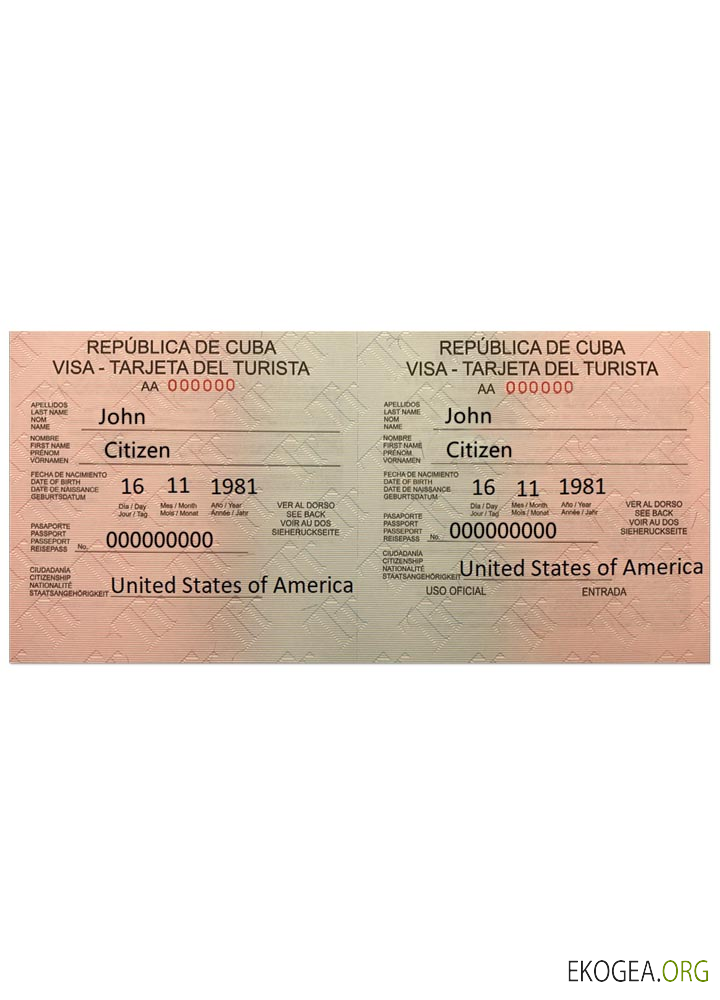 REPÚBLICA DE CUBA
VISA - TARJETA DEL TURISTA
AA 000000
APELLIDOS
LAST NAME
NOM
NAME
John
NOMBRE
FIRST NAME
PRÉNOM
VÖRNAMEN
Citizen
FECHA DE NACIMIENTO
DATE OF BIRTH
DATE DE NAISSANCE
GEBURTSDATUM
16 11 1981
Día / Day Mes / Month Año / Year
Jour / Tag Mois / Monat Année / Jahr
VER AL DORSO
SEE BACK
VOIR AU DOS
SIEHERUCKSEITE
PASAPORTE
PASSPORT
PASSEPORT
REISEPASS
No. 000000000
CIUDADANÍA
CITIZENSHIP
NATIONALITÉ
STAATSANGEHÖRIGKEIT
United States of America
REPÚBLICA DE CUBA
VISA - TARJETA DEL TURISTA
AA 000000
APELLIDOS
LAST NAME
NOM
NAME
John
NOMBRE
FIRST NAME
PRÉNOM
VORNAMEN
Citizen
FECHA DE NACIMIENTO
DATE OF BIRTH
DATE DE NAISSANCE
GEBURTSDATUM
16 11 1981
Día / Day Mes / Month Año / Year
Jour / Tag Mois / Monat Année / Jahr
VER AL DORSO
SEE BACK
VOIR AU DOS
SIEHERUCKSEITE
PASAPORTE
PASSPORT
PASSEPORT
REISEPASS
No. 000000000
CIUDADANÍA
CITIZENSHIP
NATIONALITÉ
STAATSANGEHÖRIGKEIT
United States of America
USO OFICIAL ENTRADA
EKOGEA.ORG